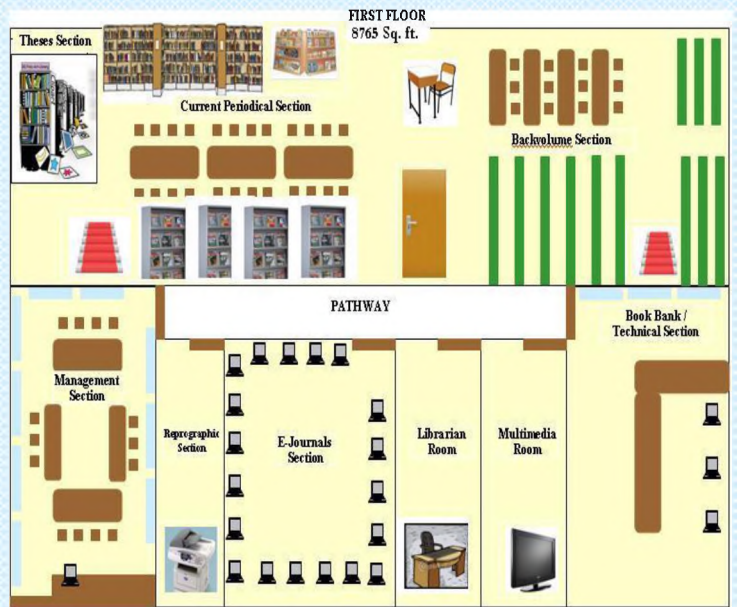 FIRST FLOOR
8765 Sq. ft.
Theses Section
Current Periodical Section
Backvolume Section
PATHWAY
Book Bank /
Technical Section
Management
Section
Reprographic
Section
E-Journals
Section
Librarian
Room
Multimedia
Room